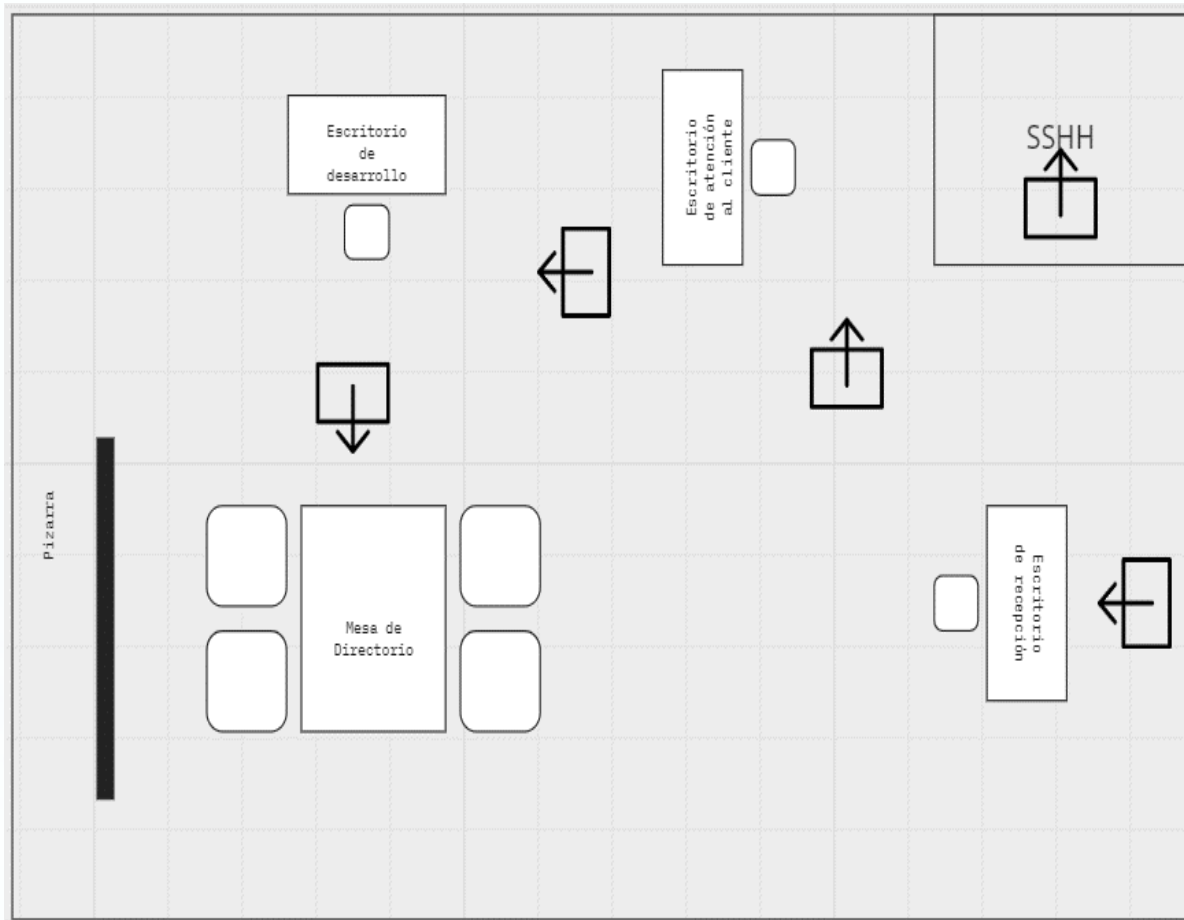 Escritorio
de
desarrollo
Escritorio
de atención
al cliente
SSHH
Pizarra
Mesa de
Directorio
Escritorio
de recepción